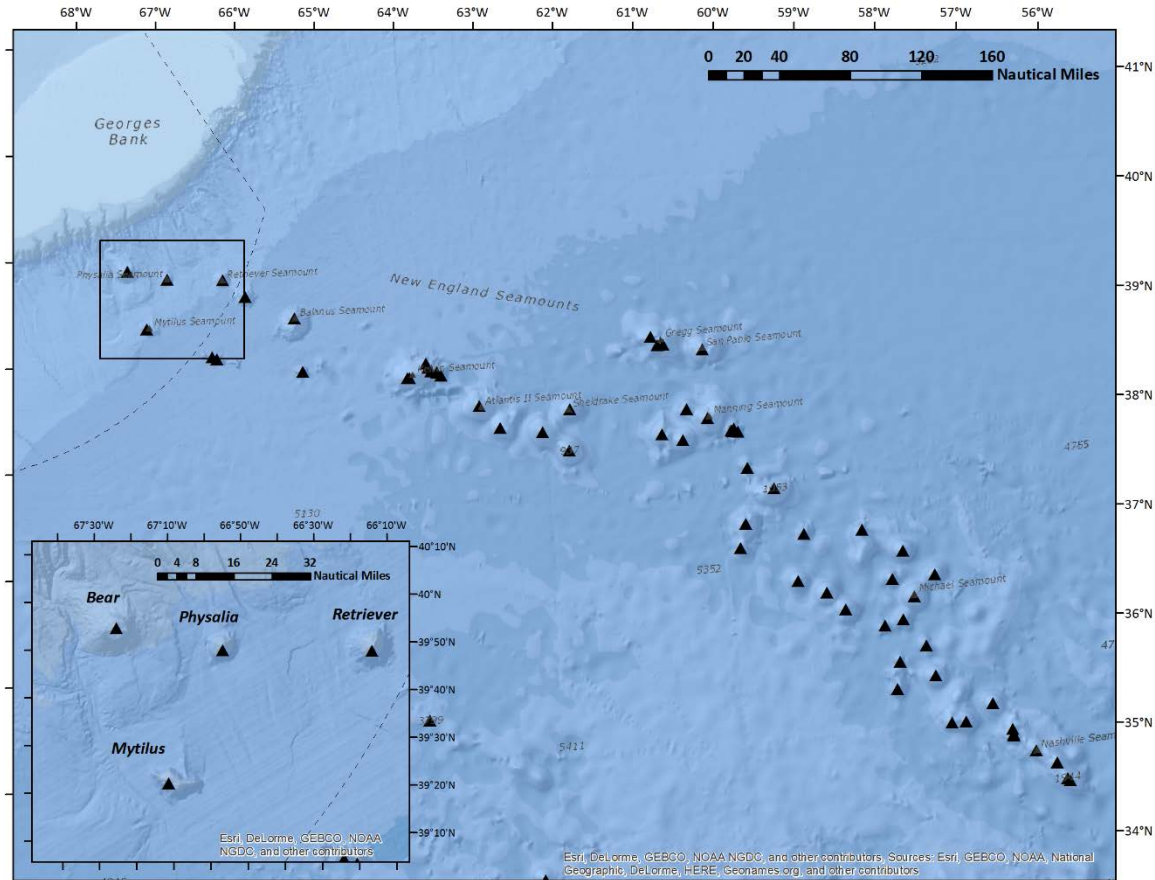 68°W 67°W 66°W 65°W 64°W 63°W 62°W 61°W 60°W 59°W 58°W 57°W 56°W
0 20 40 80 120 160
Nautical Miles
41°N
Georges
Bank
40°N
Physalia Seamount
Retriever Seamount
39°N
New England Seamounts
Mytilus Seamount
Balanus Seamount
Gregg Seamount
San Pablo Seamount
Seamount
38°N
Atlantis II Seamount
Sheldrake Seamount
Manning Seamount
4785
37°N
5130
5352
Michael Seamount
36°N
35°N
5411
Nashville Seam
34°N
67°30'W 67°10'W 66°50'W 66°30'W 66°10'W
0 4 8 16 24 32
Nautical Miles
40°10'N
40°N
Bear
Physalia
Retriever
39°50'N
39°40'N
39°30'N
Mytilus
39°20'N
39°10'N
Esri, DeLorme, GEBCO, NOAA
NGDC, and other contributors
Esri, DeLorme, GEBCO, NOAA NGDC, and other contributors, Sources: Esri, GEBCO, NOAA, National
Geographic, DeLorme, HERE, Geonames.org, and other contributors